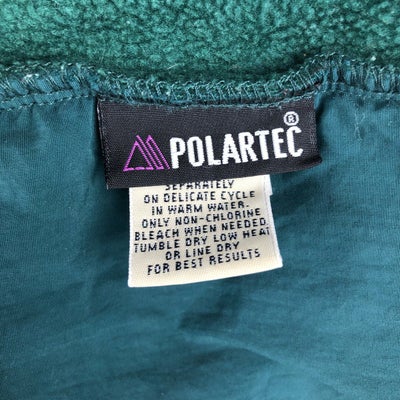 POLARTEC®
SEPARATELY
ON DELICATE CYCLE
IN WARM WATER.
ONLY NON-CHLORINE
BLEACH WHEN NEEDED.
TUMBLE DRY LOW HEAT
OR LINE DRY
FOR BEST RESULTS